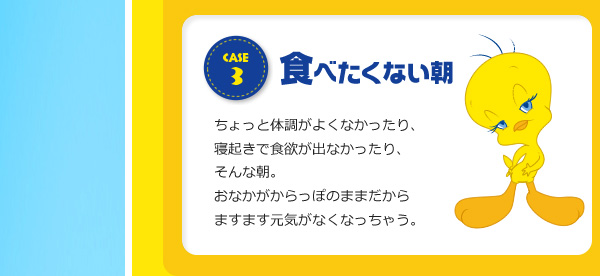 CASE
3
食べたくない朝
ちょっと体調がよくなかったり、
寝起きで食欲が出なかったり、
そんな朝。
おなかがからっぽのままだから
ますます元気がなくなっちゃう。